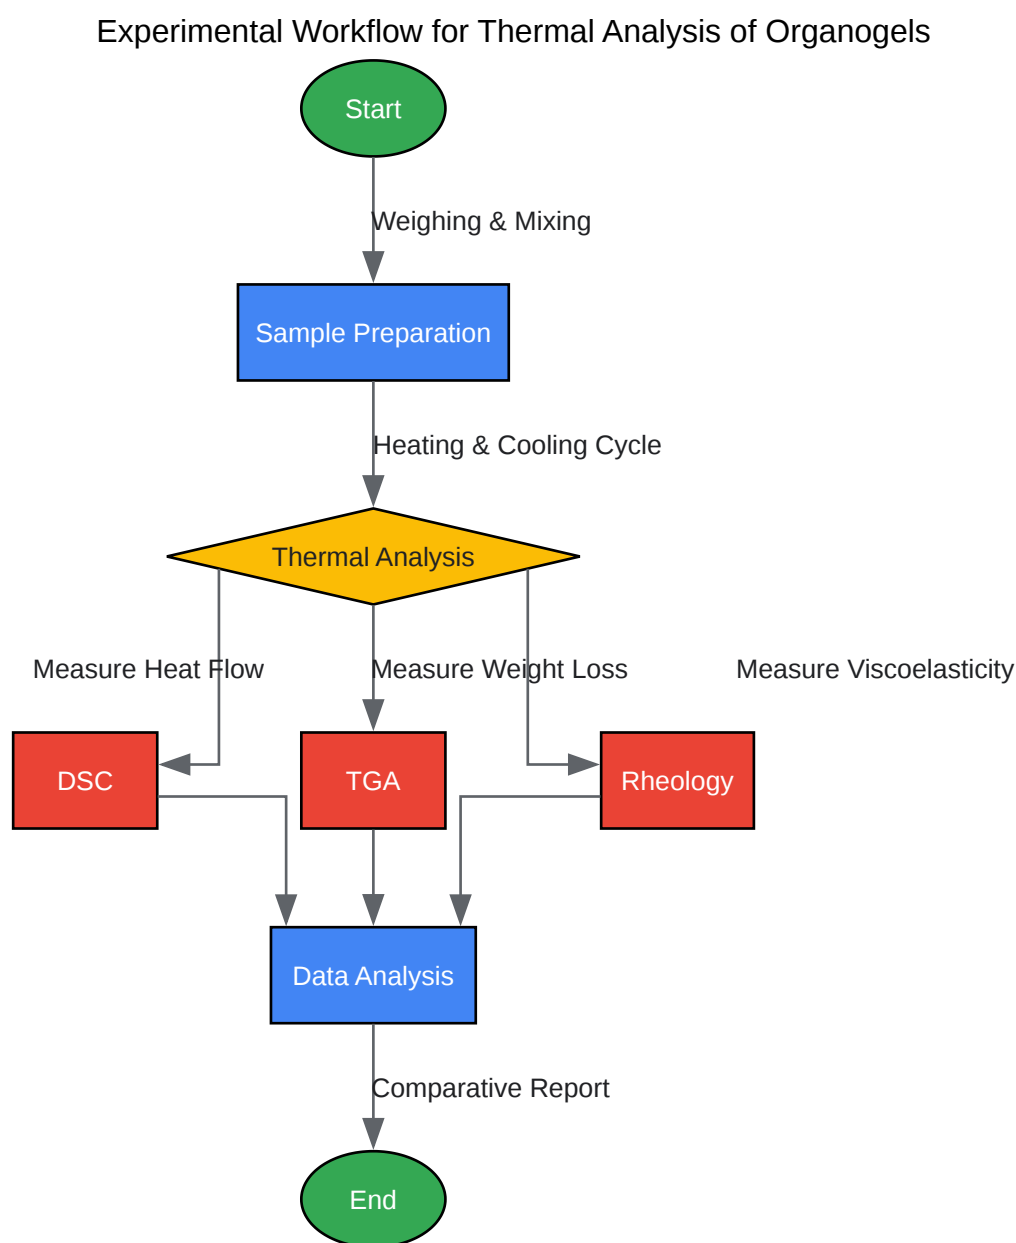 Experimental Workflow for Thermal Analysis of Organogels
Start
Weighing & Mixing
Sample Preparation
Heating & Cooling Cycle
Thermal Analysis
Measure Heat Flow
Measure Weight Loss
Measure Viscoelasticity
DSC
TGA
Rheology
Data Analysis
Comparative Report
End